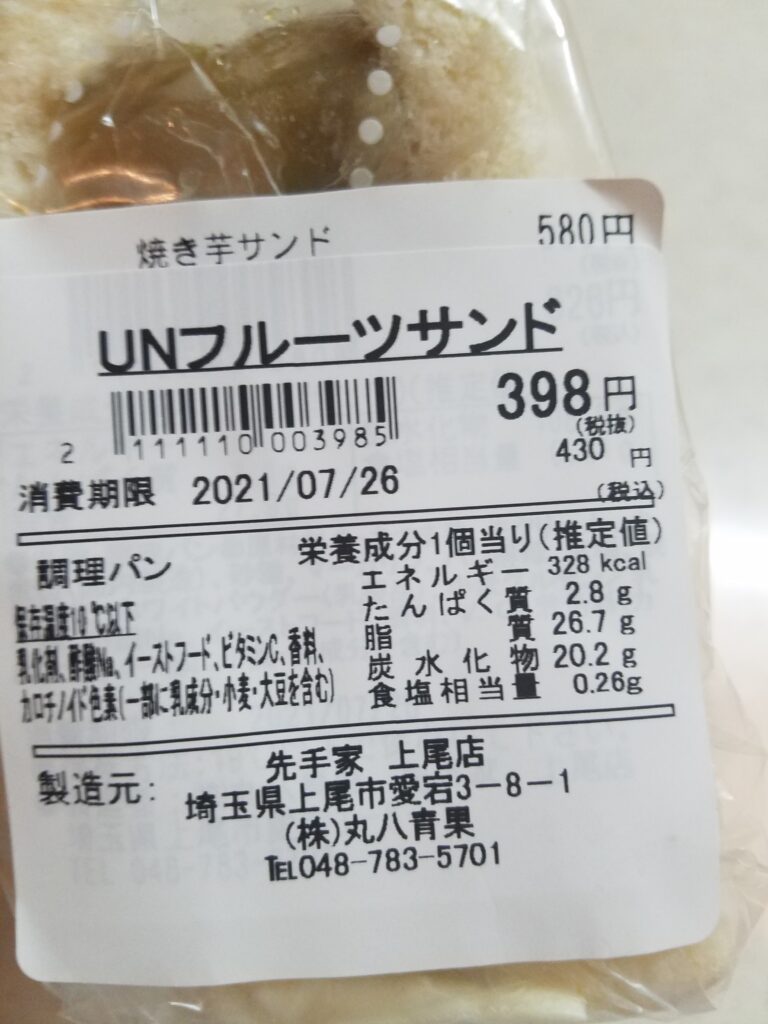 焼き芋サンド 580円
UNフルーツサンド
398円
(税抜)
2 111110 003985
430 円
(税込)
消費期限 2021/07/26
栄養成分1個当り(推定値)
調理パン
エネルギー 328 kcal
たんぱく質 2.8 g
脂質 26.7 g
炭水化物 20.2 g
食塩相当量 0.26g
保存温度10℃以下
乳化剤、酢酸Na、イーストフード、ビタミンC、香料、
カロチノイド色素(一部に乳成分・小麦・大豆を含む)
製造元: 先手家 上尾店
埼玉県上尾市愛宕3-8-1
(株)丸八青果
TEL048-783-5701